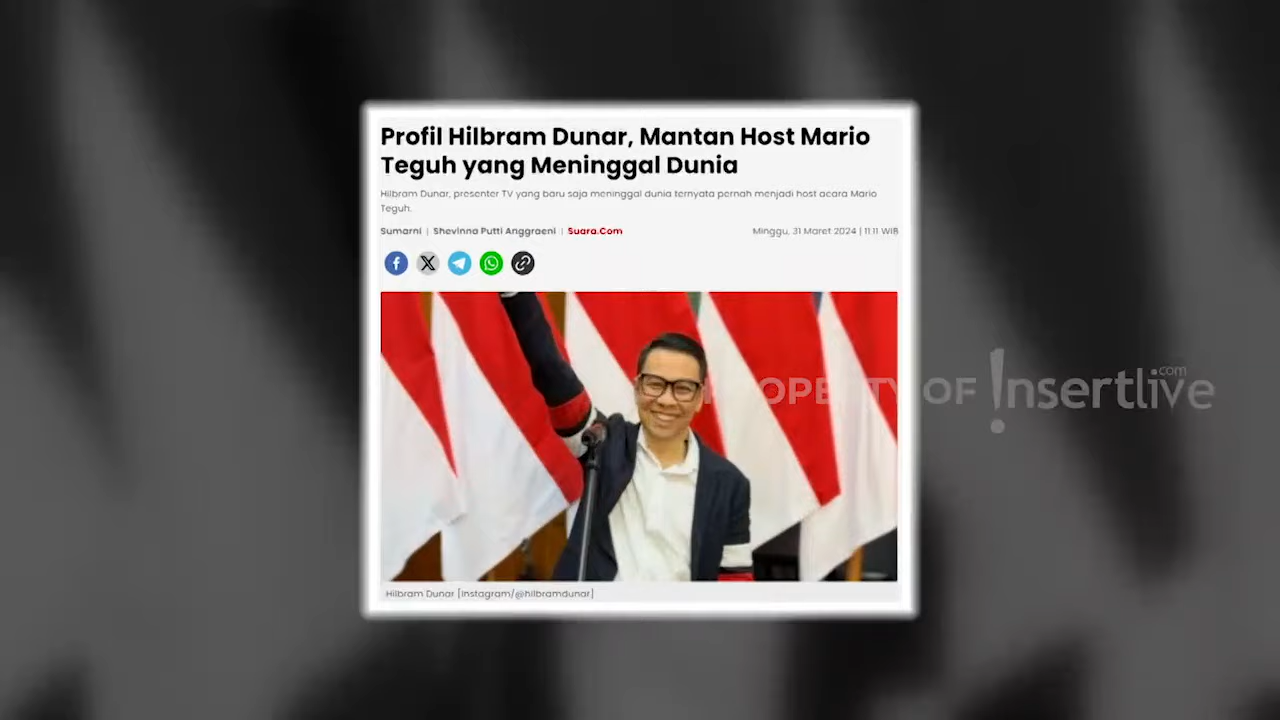 Profil Hilbram Dunar, Mantan Host Mario
Teguh yang Meninggal Dunia
Hilbram Dunar, presenter TV yang baru saja meninggal dunia ternyata pernah menjadi host acara Mario
Teguh.
Sumarni | Shevinna Putti Anggraeni | Suara.Com
Minggu, 31 Maret 2024 | 11:11 WIB
PROPERTY OF !nsertlive.com
Hilbram Dunar [Instagram/@hilbramdunar]